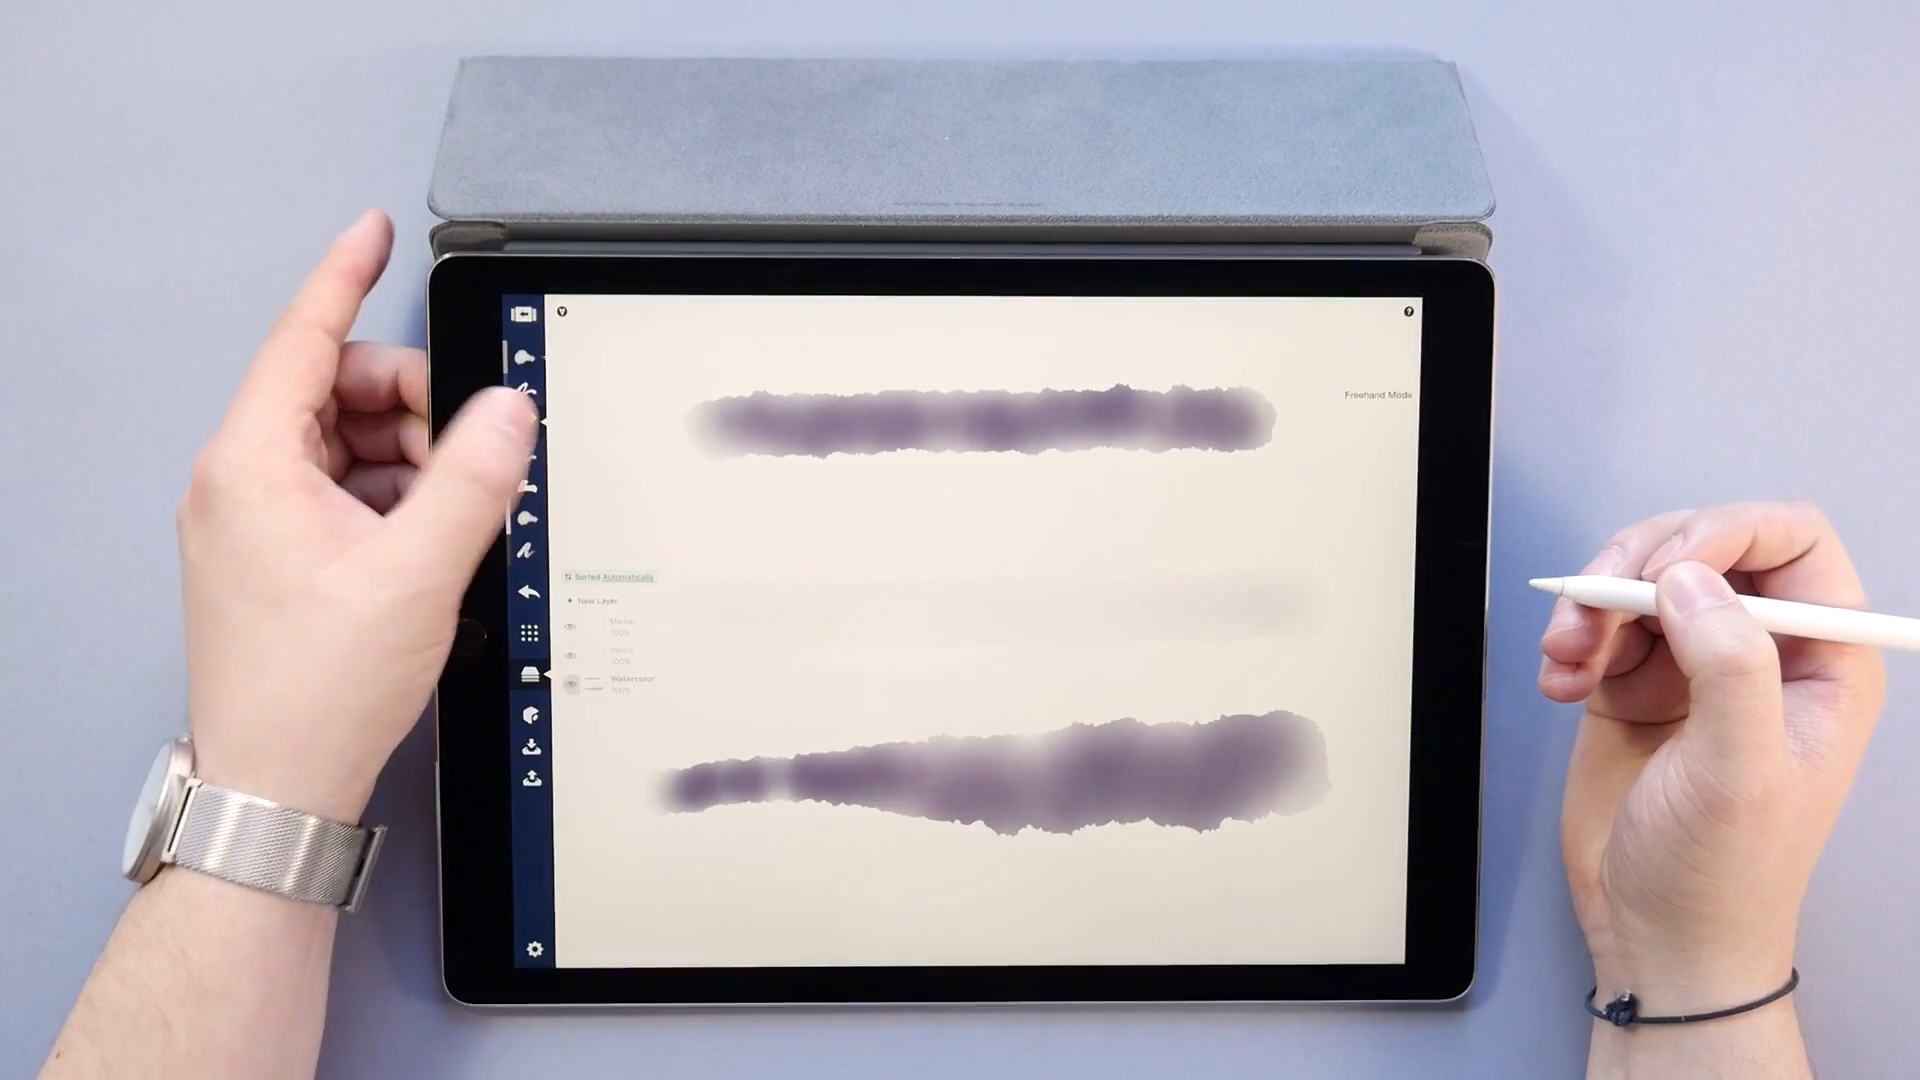 Freehand Mode
Sorted Automatically
New Layer
Marker
100%
Pencil
100%
Watercolor
100%